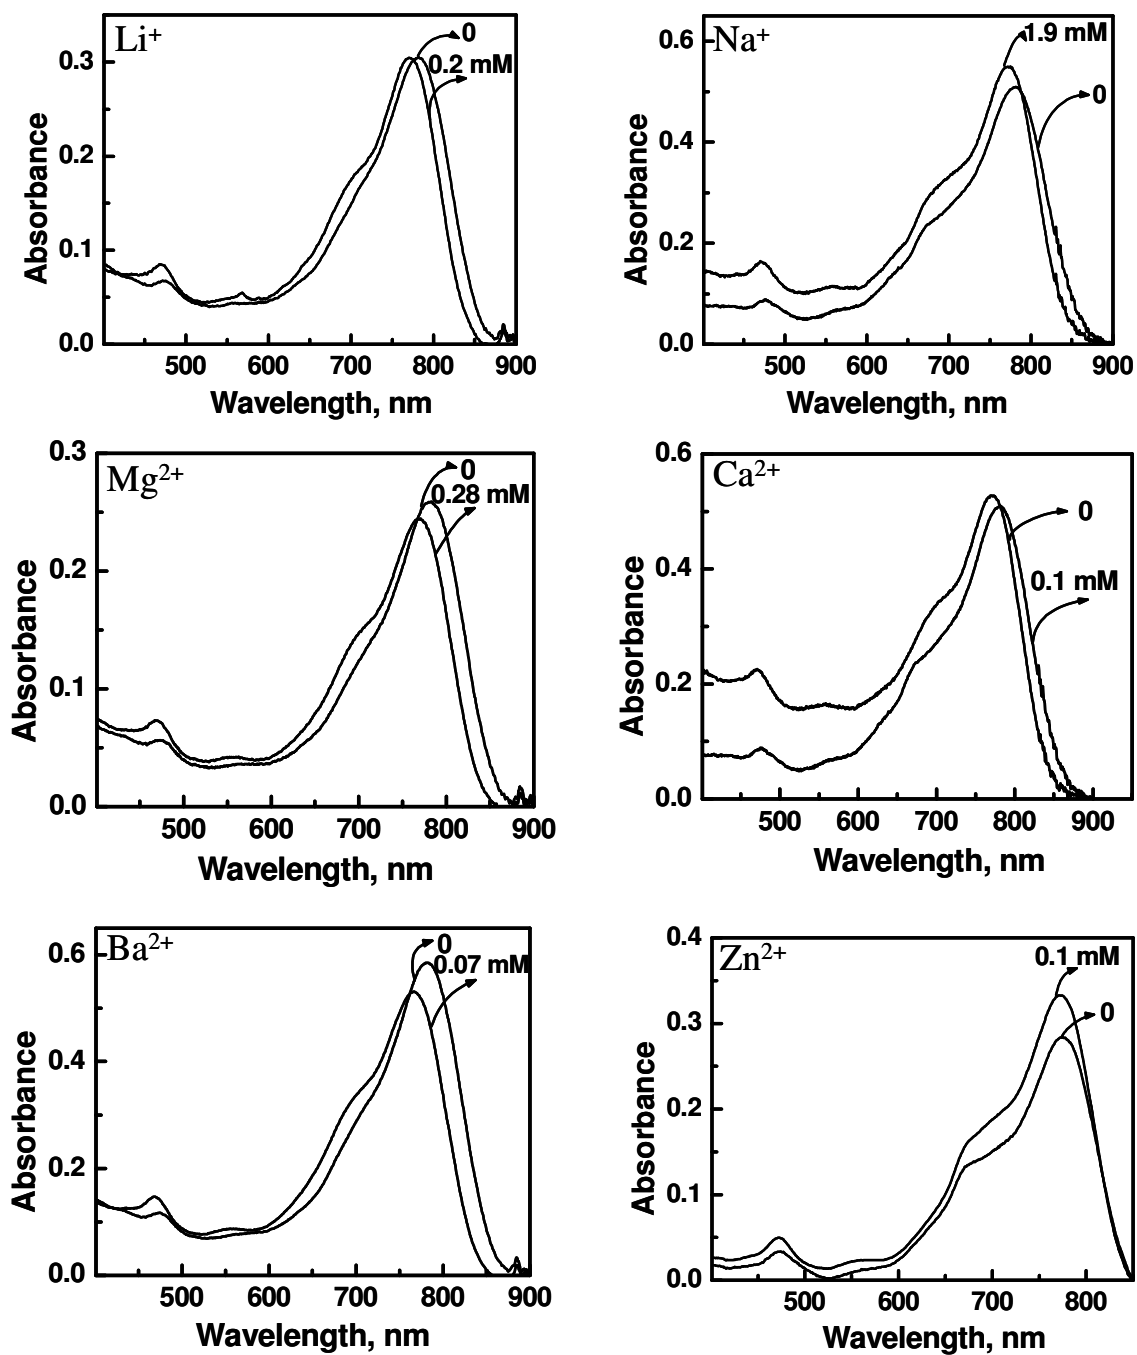 Li⁺
0
0.2 mM
0.3
0.2
0.1
0.0
Absorbance
500 600 700 800 900
Wavelength, nm
Na⁺
1.9 mM
0
0.6
0.4
0.2
0.0
Absorbance
500 600 700 800 900
Wavelength, nm
Mg²⁺
0
0.28 mM
0.3
0.2
0.1
0.0
Absorbance
500 600 700 800 900
Wavelength, nm
Ca²⁺
0
0.1 mM
0.6
0.4
0.2
0.0
Absorbance
500 600 700 800 900
Wavelength, nm
Ba²⁺
0
0.07 mM
0.6
0.4
0.2
0.0
Absorbance
500 600 700 800 900
Wavelength, nm
Zn²⁺
0.1 mM
0
0.4
0.3
0.2
0.1
0.0
Absorbance
500 600 700 800
Wavelength, nm